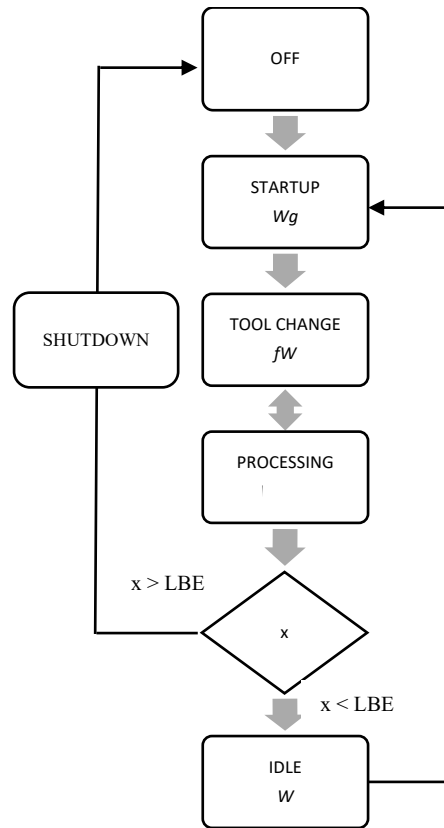 OFF
STARTUP
Wg
TOOL CHANGE
fW
SHUTDOWN
PROCESSING
x > LBE
x
x < LBE
IDLE
W